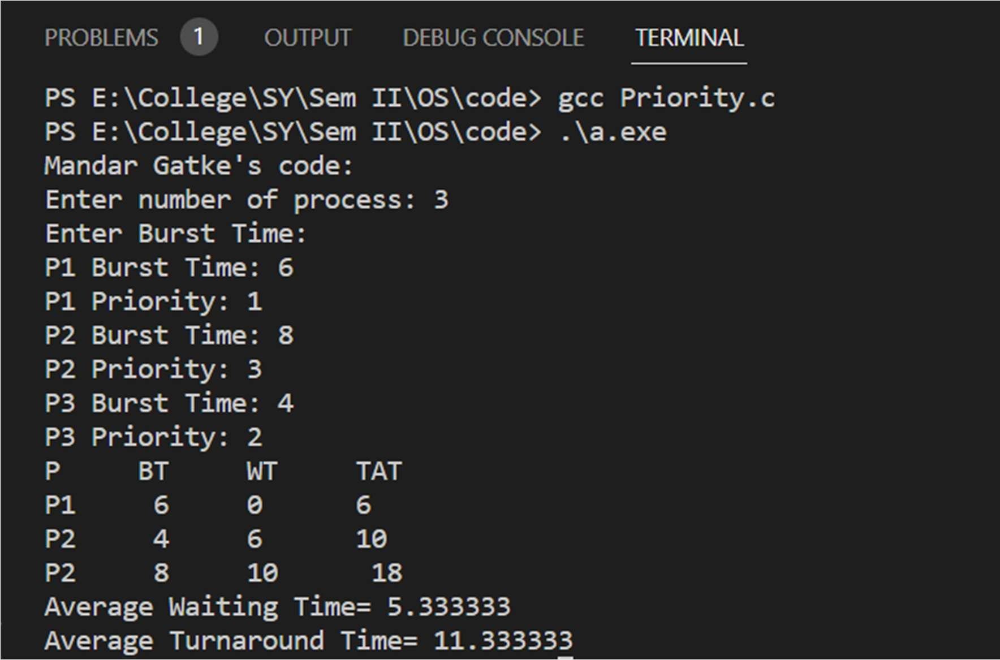 PROBLEMS 1 OUTPUT DEBUG CONSOLE TERMINAL
PS E:\College\SY\Sem II\OS\code> gcc Priority.c
PS E:\College\SY\Sem II\OS\code> .\a.exe
Mandar Gatke's code:
Enter number of process: 3
Enter Burst Time:
P1 Burst Time: 6
P1 Priority: 1
P2 Burst Time: 8
P2 Priority: 3
P3 Burst Time: 4
P3 Priority: 2
P BT WT TAT
P1 6 0 6
P2 4 6 10
P2 8 10 18
Average Waiting Time= 5.333333
Average Turnaround Time= 11.333333